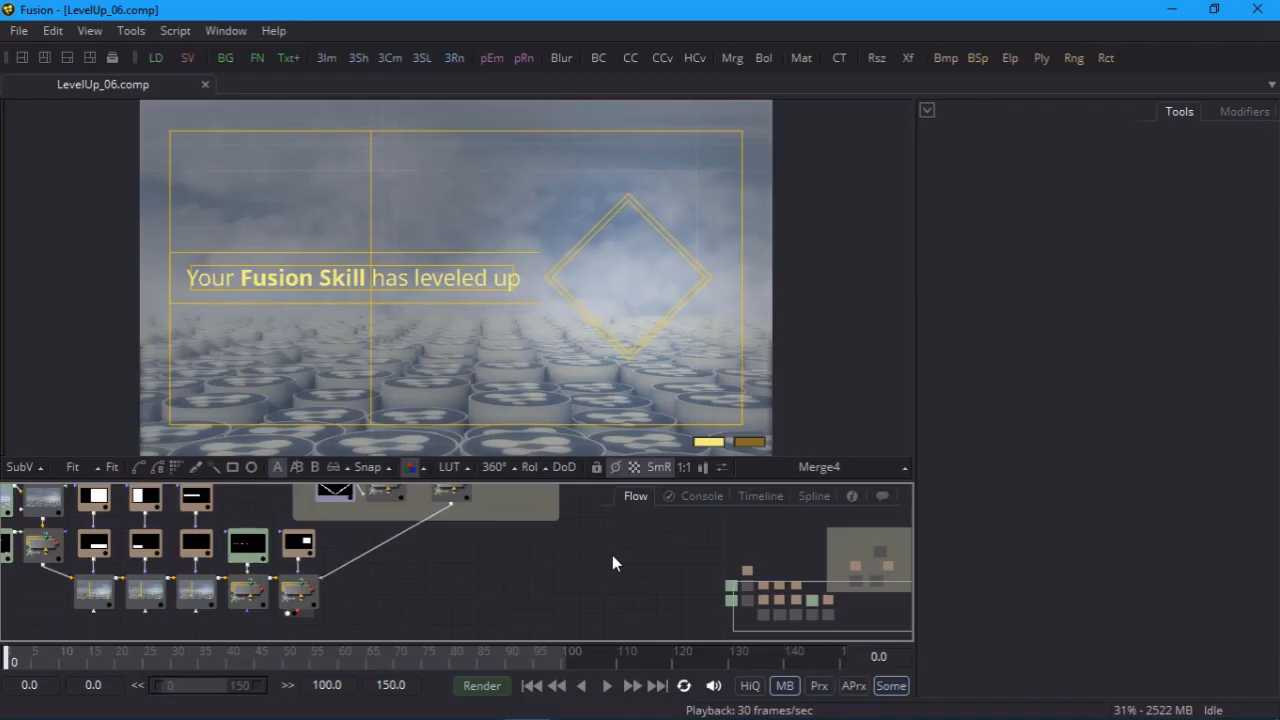 Fusion - [LevelUp_06.comp]
File Edit View Tools Script Window Help
LD SV BG FN Txt+ 3Im 3Sh 3Cm 3SL 3Rn pEm pRn Blur BC CC CCv HCv Mrg Bol Mat CT Rsz Xf Bmp BSp Elp Ply Rng Rct
LevelUp_06.comp
Tools Modifiers
Your Fusion Skill has leveled up
SubV Fit Fit A B Snap LUT 360° RoI DoD SmR 1:1 Merge4
Flow Console Timeline Spline
0 5 10 15 20 25 30 35 40 45 50 55 60 65 70 75 80 85 90 95 100 110 120 130 140 0.0
0.0 0.0 << 0 150 >> 100.0 150.0 Render HiQ MB Prx APrx Some
Playback: 30 frames/sec 31% - 2522 MB Idle